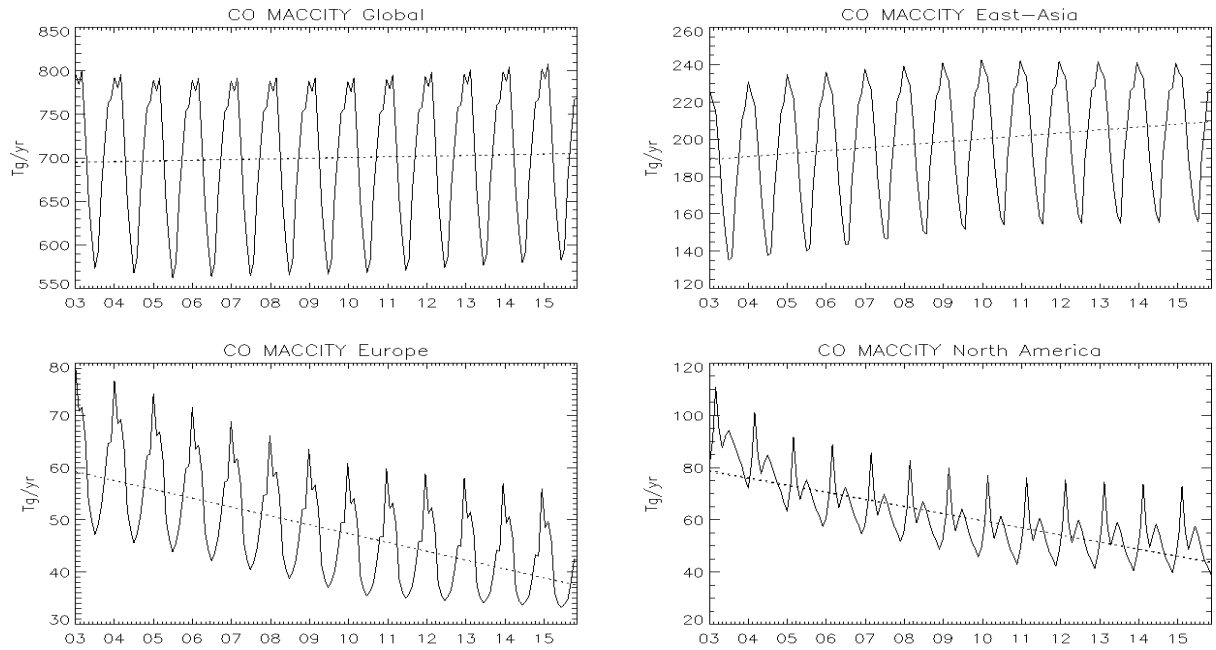 CO MACCITY Global
850
800
750
700
650
600
550
Tg/yr
03 04 05 06 07 08 09 10 11 12 13 14 15
CO MACCITY East-Asia
260
240
220
200
180
160
140
120
Tg/yr
03 04 05 06 07 08 09 10 11 12 13 14 15
CO MACCITY Europe
80
70
60
50
40
30
Tg/yr
03 04 05 06 07 08 09 10 11 12 13 14 15
CO MACCITY North America
120
100
80
60
40
20
Tg/yr
03 04 05 06 07 08 09 10 11 12 13 14 15